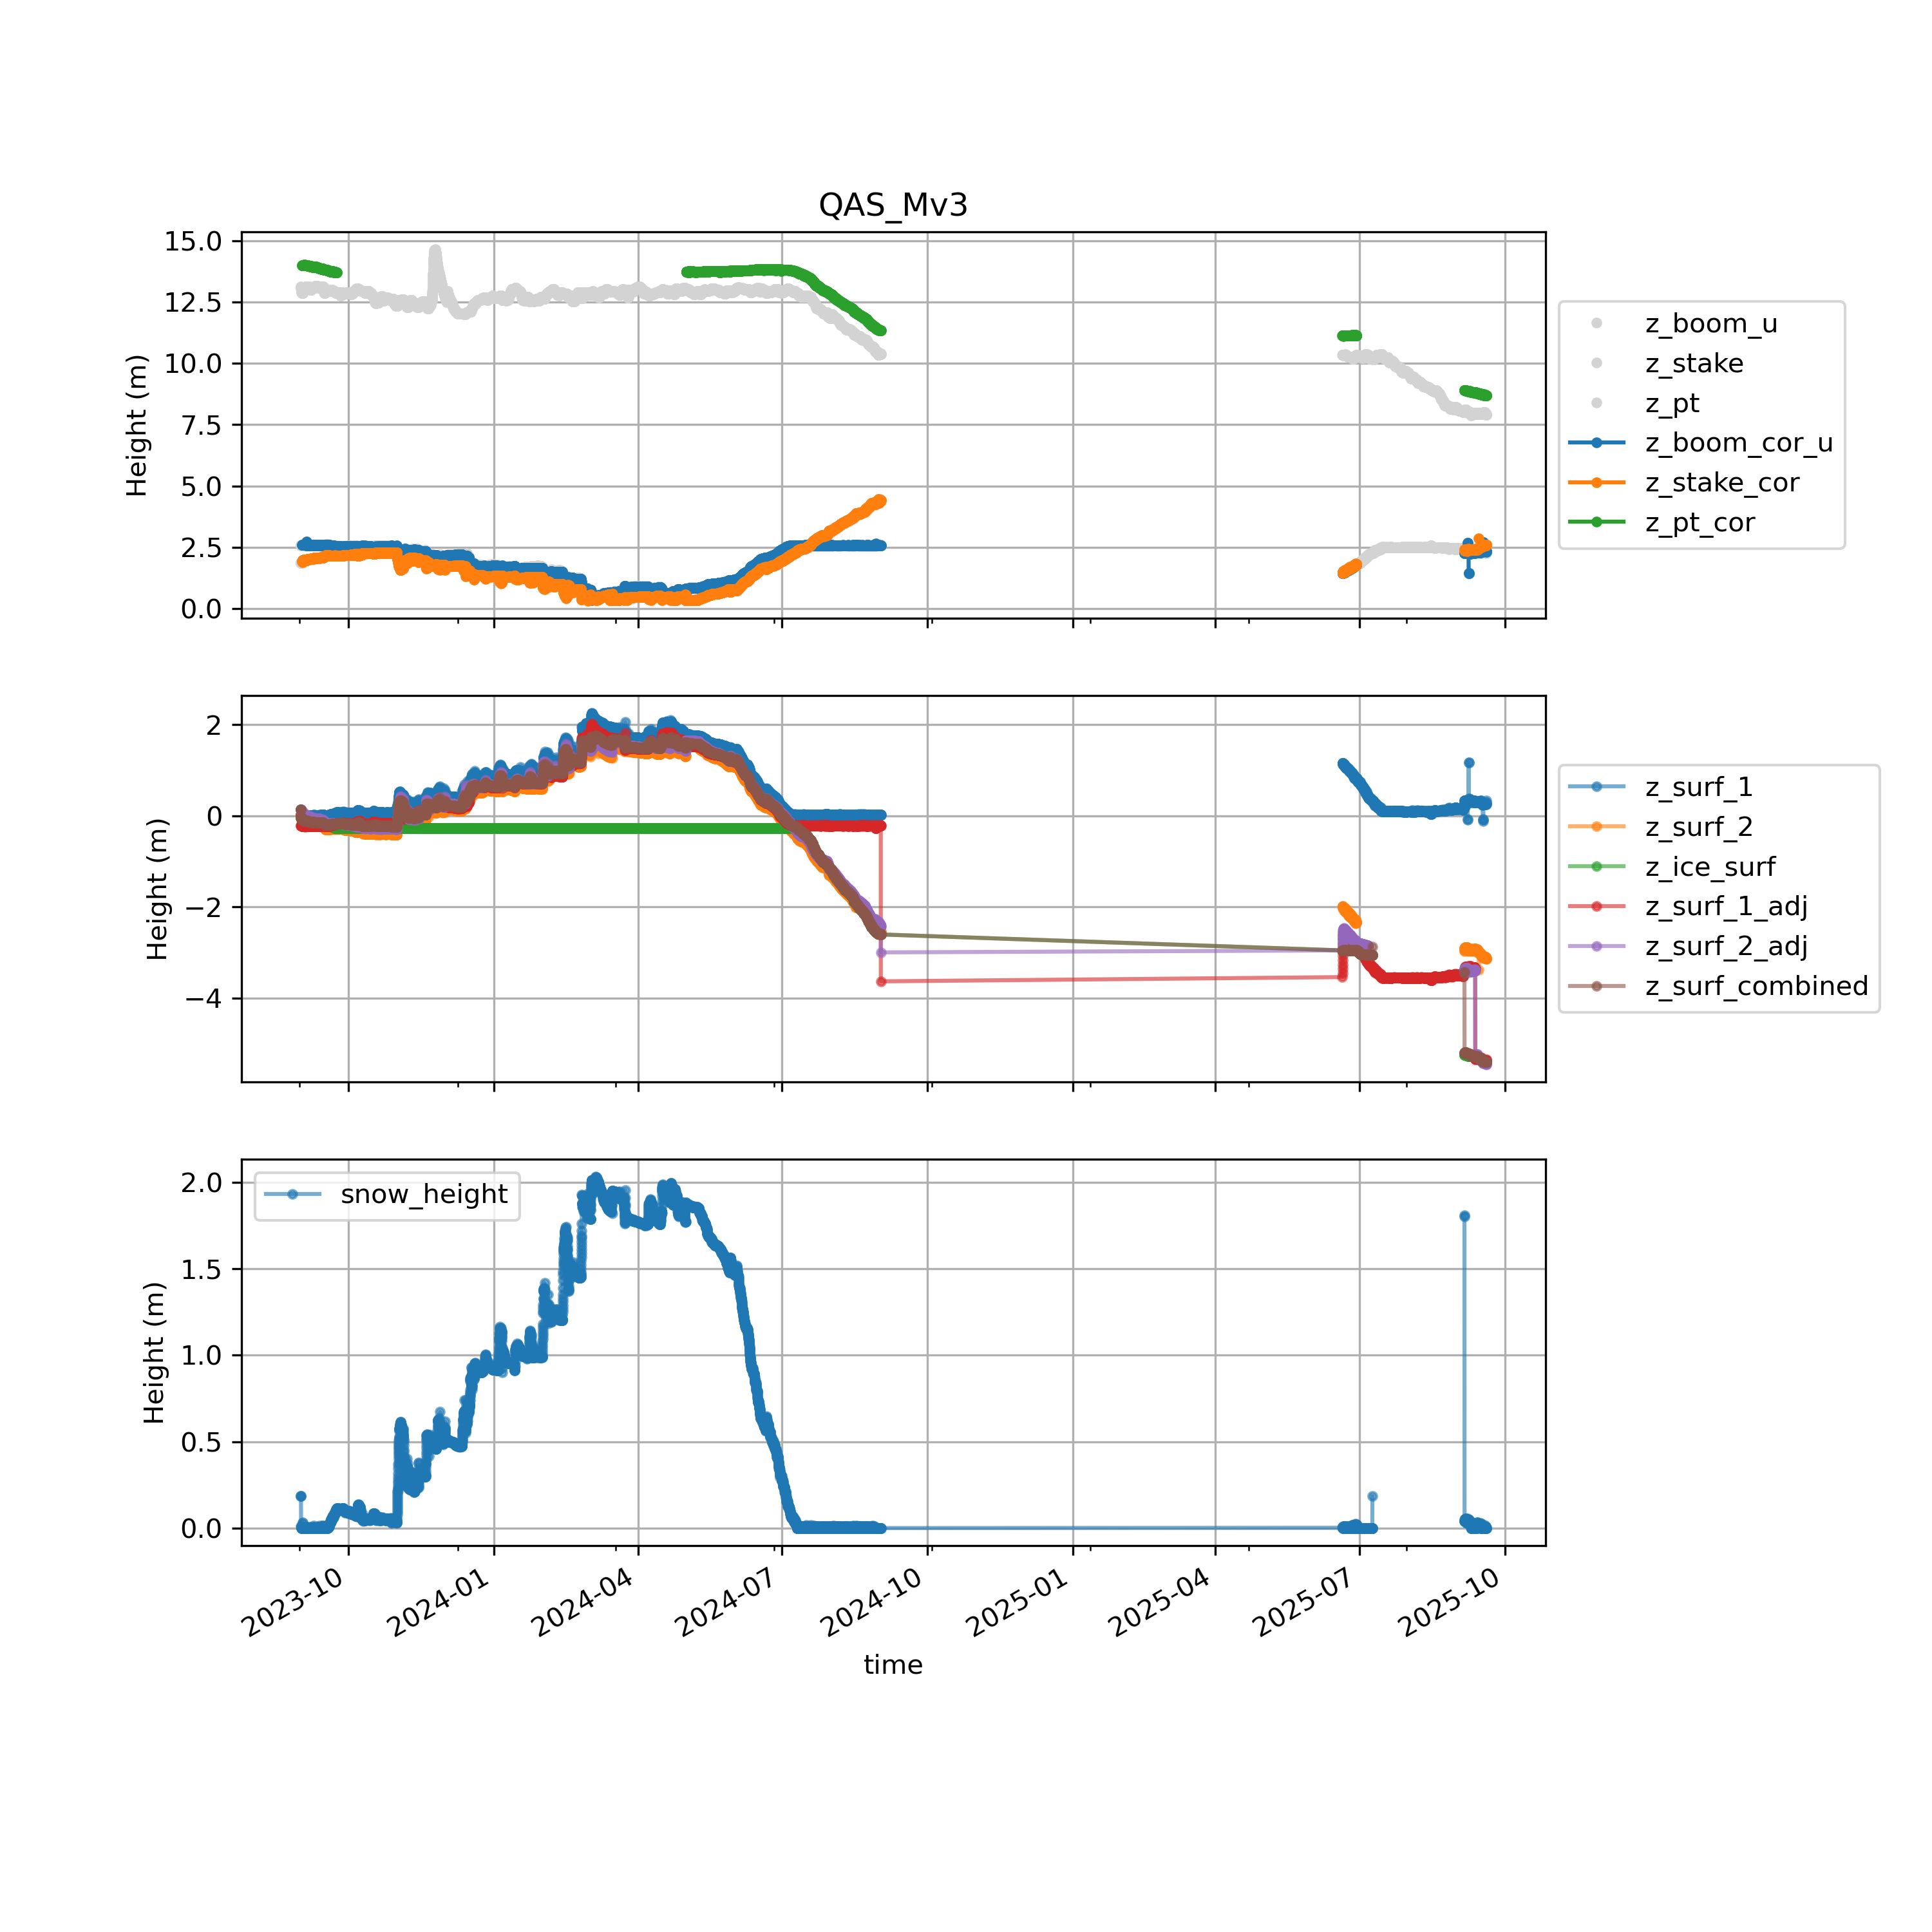 QAS_Mv3
15.0
12.5
10.0
7.5
5.0
2.5
0.0
Height (m)
z_boom_u
z_stake
z_pt
z_boom_cor_u
z_stake_cor
z_pt_cor
2
0
−2
−4
Height (m)
z_surf_1
z_surf_2
z_ice_surf
z_surf_1_adj
z_surf_2_adj
z_surf_combined
2.0
1.5
1.0
0.5
0.0
Height (m)
snow_height
2023-10
2024-01
2024-04
2024-07
2024-10
2025-01
2025-04
2025-07
2025-10
time